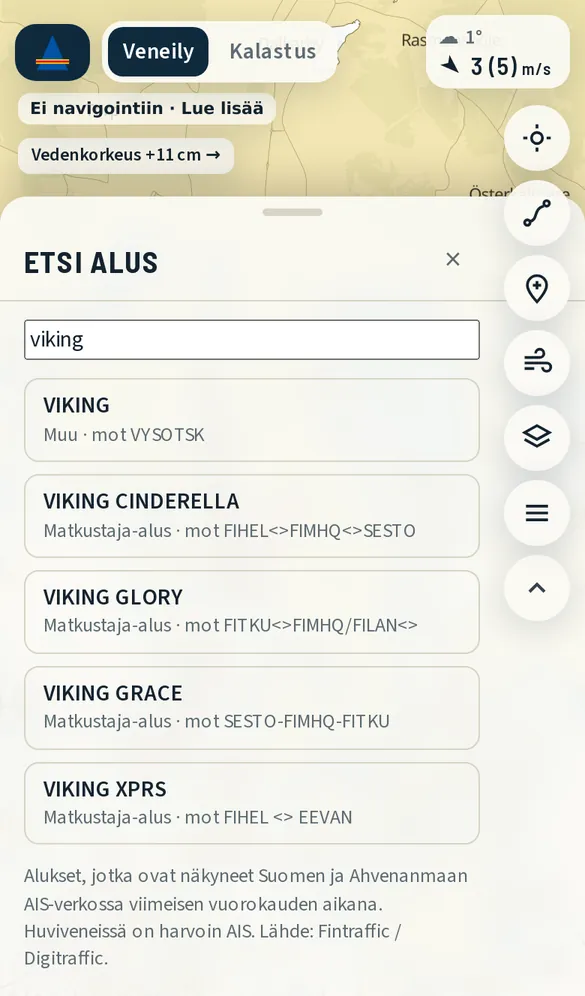 Veneily
Kalastus
1°
3 (5) m/s
Ei navigointiin · Lue lisää
Vedenkorkeus +11 cm →
ETSI ALUS
×
viking
VIKING
Muu · mot VYSOTSK
VIKING CINDERELLA
Matkustaja-alus · mot FIHEL<>FIMHQ<>SESTO
VIKING GLORY
Matkustaja-alus · mot FITKU<>FIMHQ/FILAN<>
VIKING GRACE
Matkustaja-alus · mot SESTO-FIMHQ-FITKU
VIKING XPRS
Matkustaja-alus · mot FIHEL <> EEVAN
Alukset, jotka ovat näkyneet Suomen ja Ahvenanmaan
AIS-verkossa viimeisen vuorokauden aikana.
Huviveneissä on harvoin AIS. Lähde: Fintraffic /
Digitraffic.